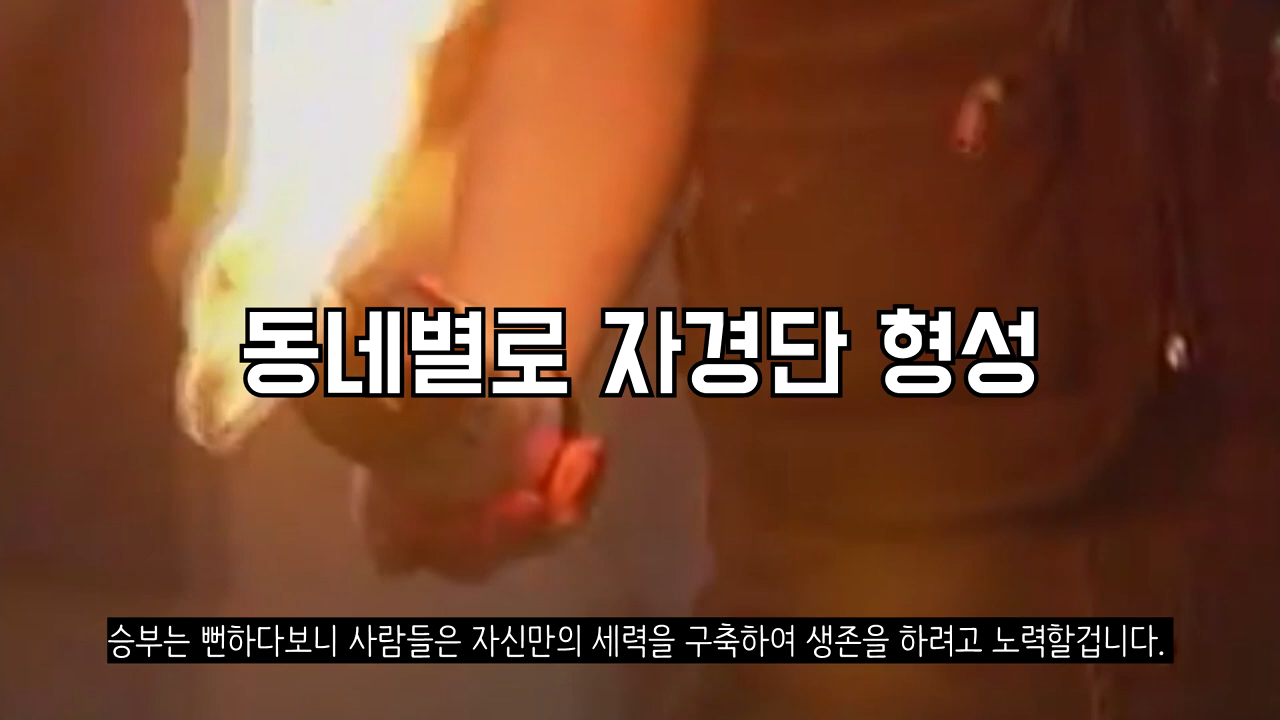 동네별로 자경단 형성
승부는 뻔하다보니 사람들은 자신만의 세력을 구축하여 생존을 하려고 노력할겁니다.